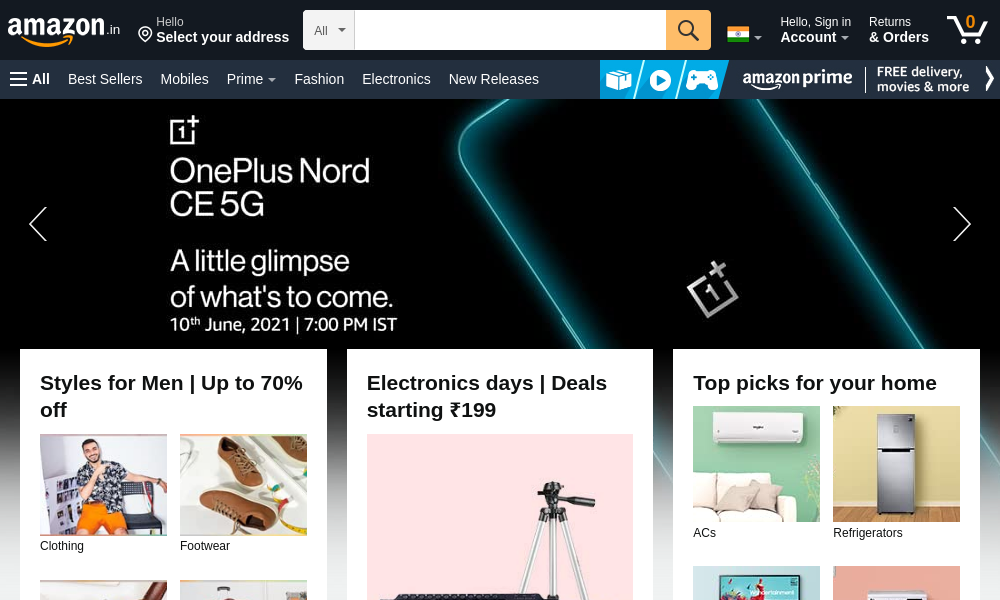 amazon.in
Hello
Select your address
All
Hello, Sign in
Account
Returns
& Orders
0
All
Best Sellers
Mobiles
Prime
Fashion
Electronics
New Releases
amazon prime
FREE delivery,
movies & more
OnePlus Nord
CE 5G
A little glimpse
of what's to come.
10th June, 2021 | 7:00 PM IST
Styles for Men | Up to 70%
off
Clothing
Footwear
Electronics days | Deals
starting ₹199
Top picks for your home
ACs
Refrigerators